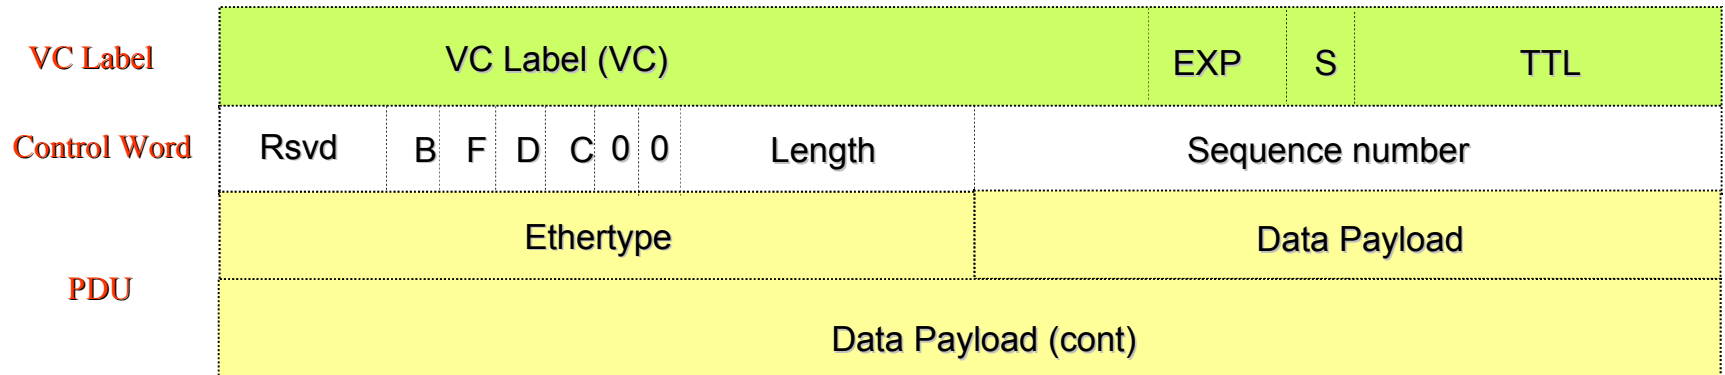 VC Label VC Label (VC) EXP S TTL
Control Word Rsvd B F D C 0 0 Length Sequence number
Ethertype Data Payload
PDU
Data Payload (cont)